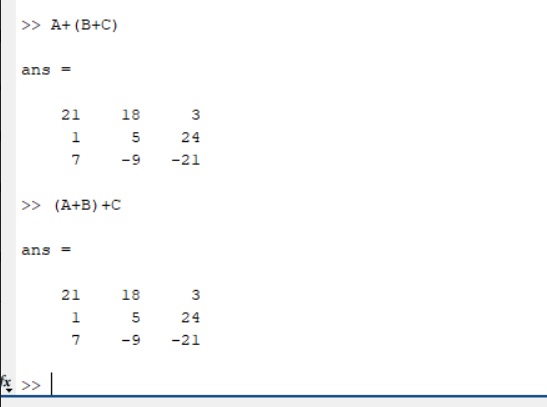 >> A+(B+C)
ans =
21 18 3
1 5 24
7 -9 -21
>> (A+B)+C
ans =
21 18 3
1 5 24
7 -9 -21
fx >>